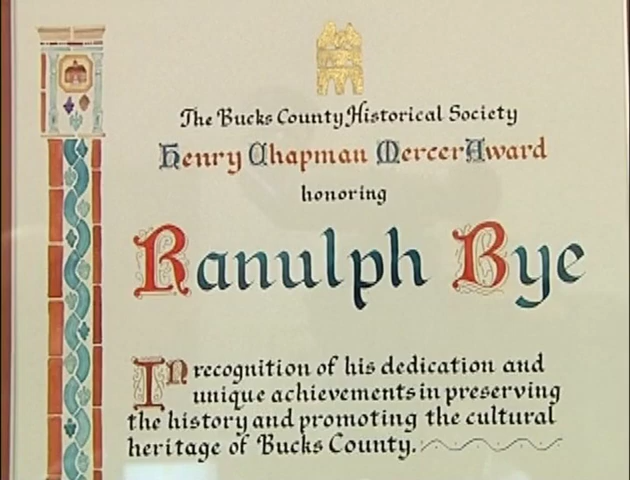 The Bucks County Historical Society
Henry Chapman Mercer Award
honoring
Ranulph Bye
In recognition of his dedication and
unique achievements in preserving
the history and promoting the cultural
heritage of Bucks County.